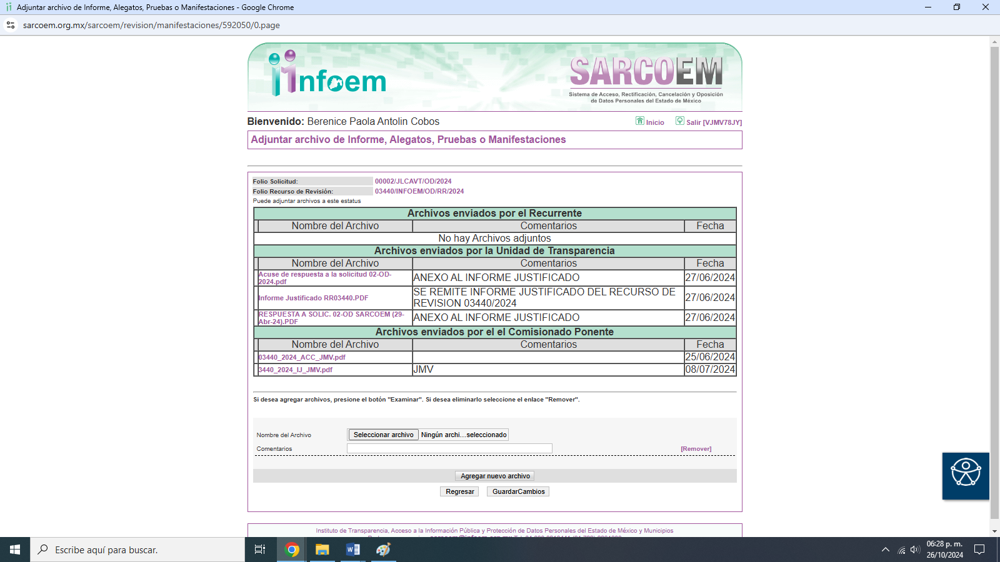 Adjuntar archivo de Informe, Alegatos, Pruebas o Manifestaciones - Google Chrome
sarcoem.org.mx/sarcoem/revision/manifestaciones/592050/0.page
infoem
SARCOEM
Sistema de Acceso, Rectificación, Cancelación y Oposición
de Datos Personales del Estado de México
Bienvenido: Berenice Paola Antolin Cobos
Inicio Salir [VJMV78JY]
Adjuntar archivo de Informe, Alegatos, Pruebas o Manifestaciones
Folio Solicitud: 00002/JLCAVT/OD/2024
Folio Recurso de Revisión: 03440/INFOEM/OD/RR/2024
Puede adjuntar archivos a este estatus
Archivos enviados por el Recurrente
Nombre del Archivo Comentarios Fecha
No hay Archivos adjuntos
Archivos enviados por la Unidad de Transparencia
Nombre del Archivo Comentarios Fecha
Acuse de respuesta a la solicitud 02-OD-
2024.pdf ANEXO AL INFORME JUSTIFICADO 27/06/2024
Informe Justificado RR03440.PDF SE REMITE INFORME JUSTIFICADO DEL RECURSO DE
REVISION 03440/2024 27/06/2024
RESPUESTA A SOLIC. 02-OD SARCOEM (29-
Abr-24).PDF ANEXO AL INFORME JUSTIFICADO 27/06/2024
Archivos enviados por el el Comisionado Ponente
Nombre del Archivo Comentarios Fecha
03440_2024_ACC_JMV.pdf 25/06/2024
3440_2024_IJ_JMV.pdf JMV 08/07/2024
Si desea agregar archivos, presione el botón "Examinar". Si desea eliminarlo seleccione el enlace "Remover".
Nombre del Archivo Seleccionar archivo Ningún archi...seleccionado
Comentarios [Remover]
Agregar nuevo archivo
Regresar GuardarCambios
Instituto de Transparencia, Acceso a la Información Pública y Protección de Datos Personales del Estado de México y Municipios
Escribe aquí para buscar.
06:28 p. m.
26/10/2024